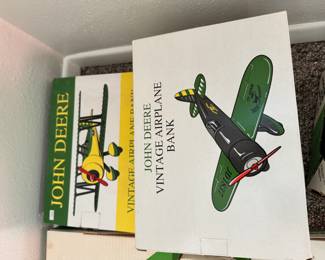 JOHN DEERE
VINTAGE AIRPLANE BANK
JOHN DEERE
VINTAGE AIRPLANE
BANK